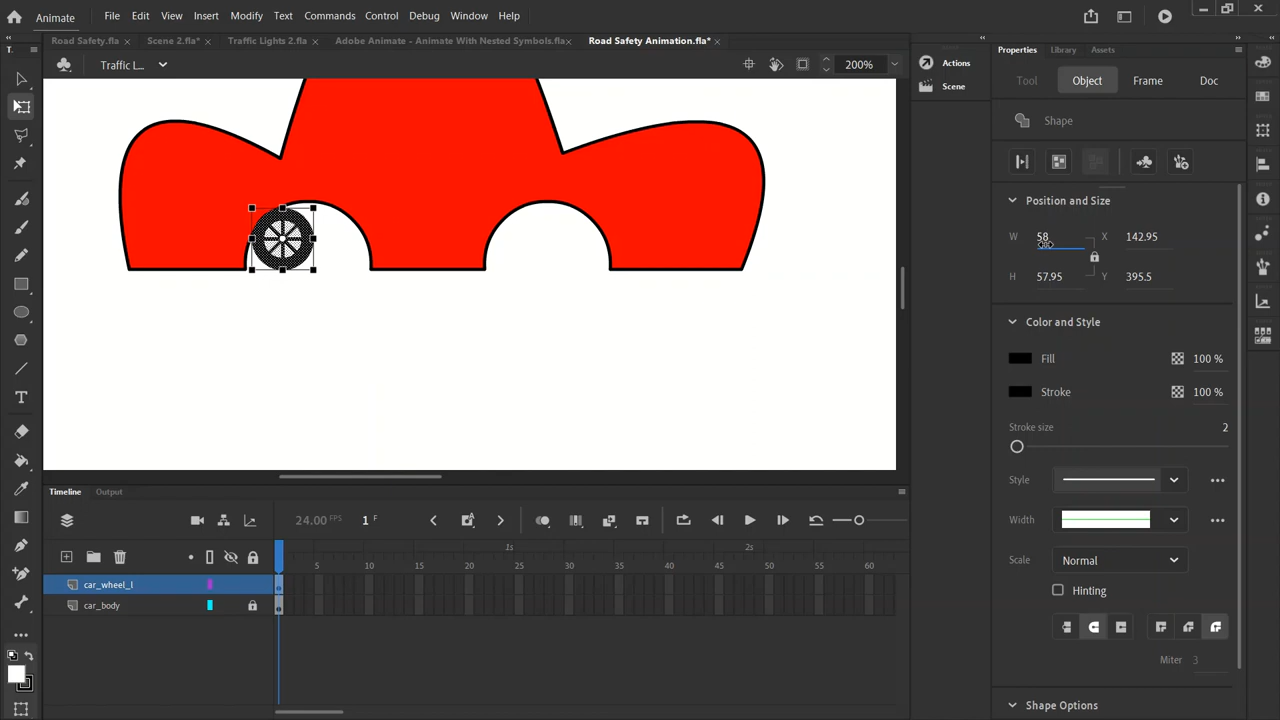 Animate
File Edit View Insert Modify Text Commands Control Debug Window Help
Road Safety.fla × Scene 2.fla* × Traffic Lights 2.fla × Adobe Animate - Animate With Nested Symbols.fla× Road Safety Animation.fla* ×
T.
Traffic L... 200%
Actions
Scene
Properties Library Assets
Tool Object Frame Doc
Shape
Position and Size
W 58 X 142.95
H 57.95 Y 395.5
Color and Style
Fill 100 %
Stroke 100 %
Stroke size 2
Style
Width
Scale Normal
Hinting
Miter 3
Shape Options
T
Timeline Output
24.00 FPS 1 F
1s 2s
5 10 15 20 25 30 35 40 45 50 55 60
car_wheel_l
car_body